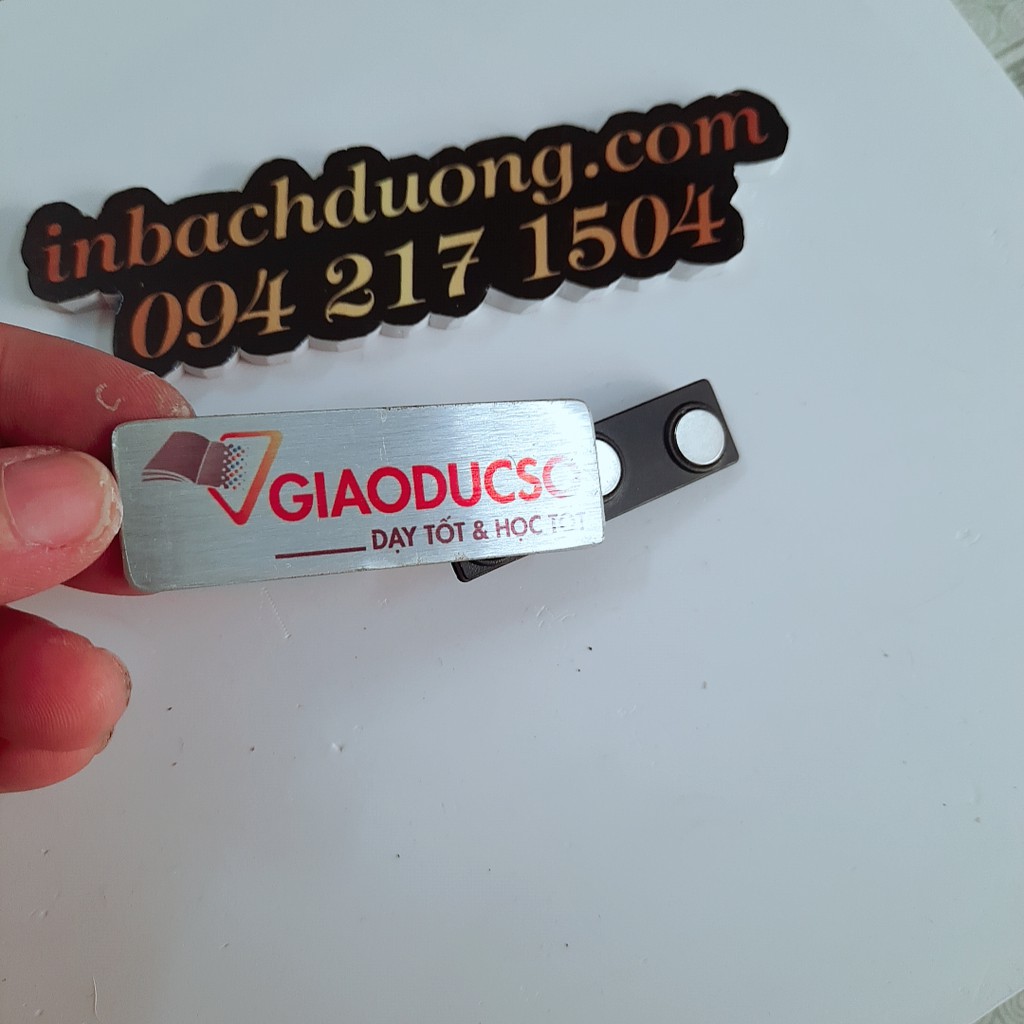 inbachduong.com
094 217 1504
GIAODUCSO
DẠY TỐT & HỌC TỐT